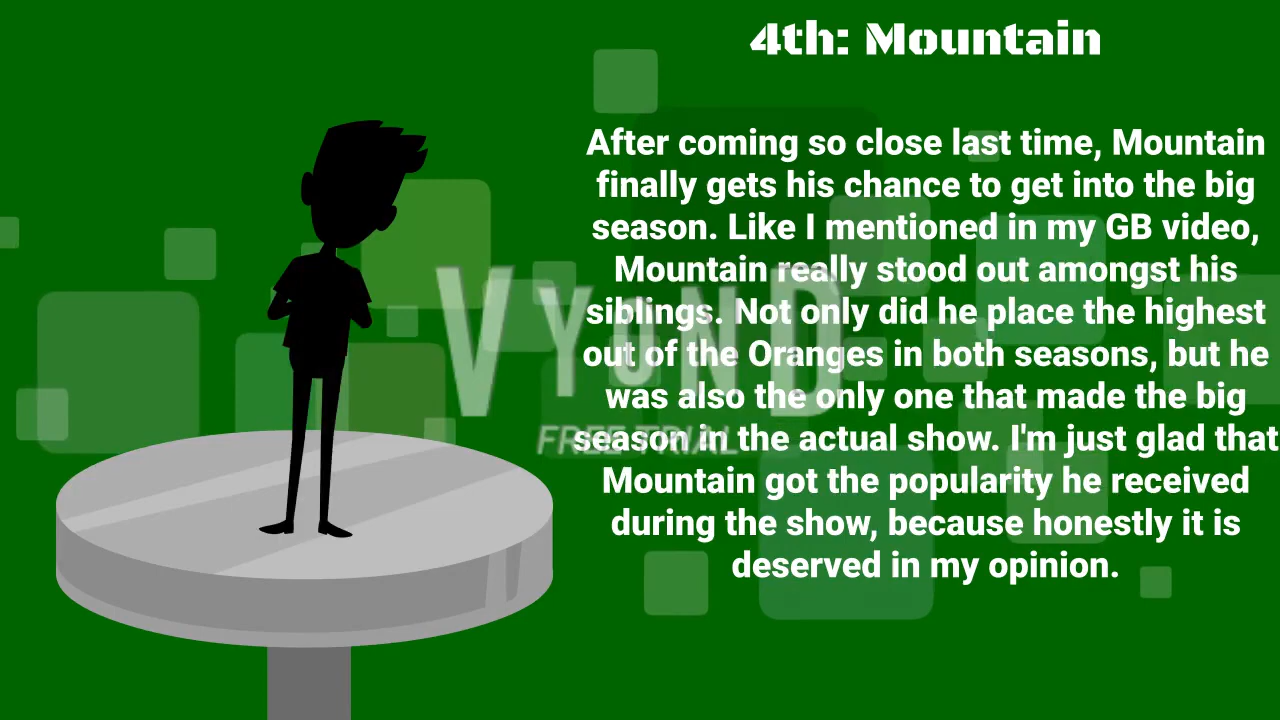 4th: Mountain
After coming so close last time, Mountain
finally gets his chance to get into the big
season. Like I mentioned in my GB video,
Mountain really stood out amongst his
siblings. Not only did he place the highest
out of the Oranges in both seasons, but he
was also the only one that made the big
season in the actual show. I'm just glad that
Mountain got the popularity he received
during the show, because honestly it is
deserved in my opinion.
VYOND
FREE TRIAL